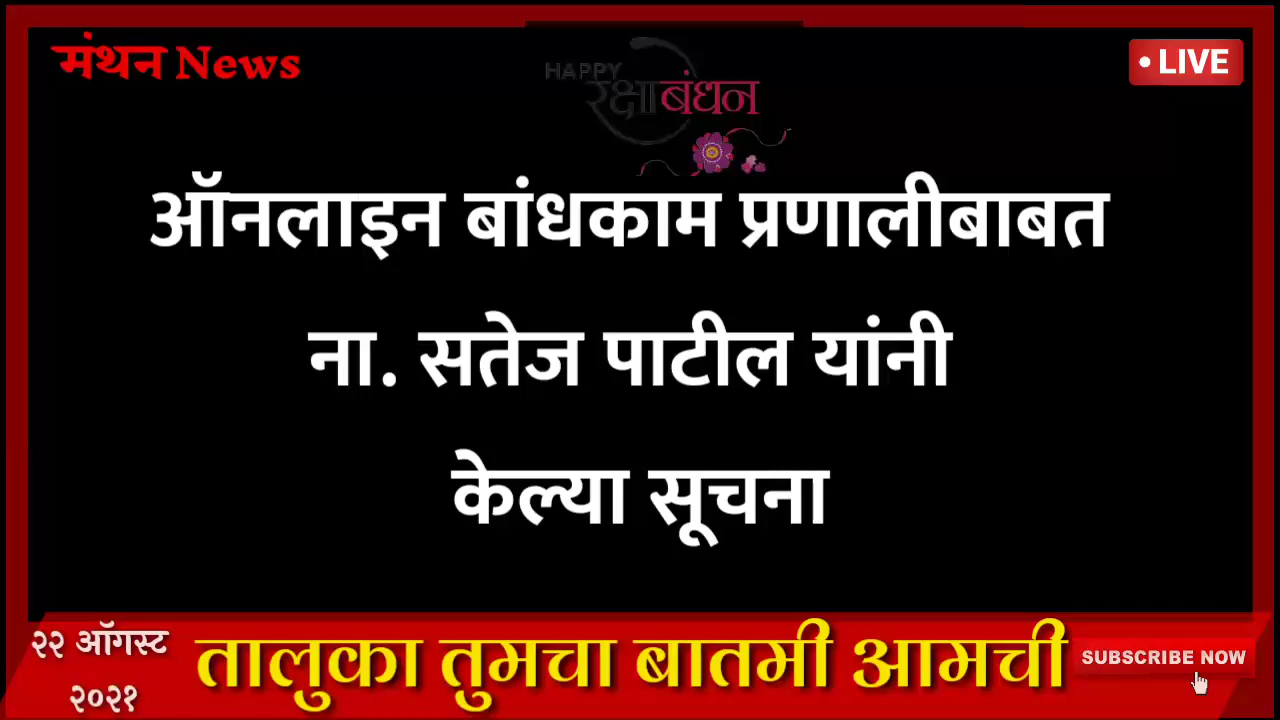 मंथन News
HAPPY
रक्षाबंधन
• LIVE
ऑनलाइन बांधकाम प्रणालीबाबत
ना. सतेज पाटील यांनी
केल्या सूचना
२२ ऑगस्ट
२०२१
तालुका तुमचा बातमी आमची
SUBSCRIBE NOW